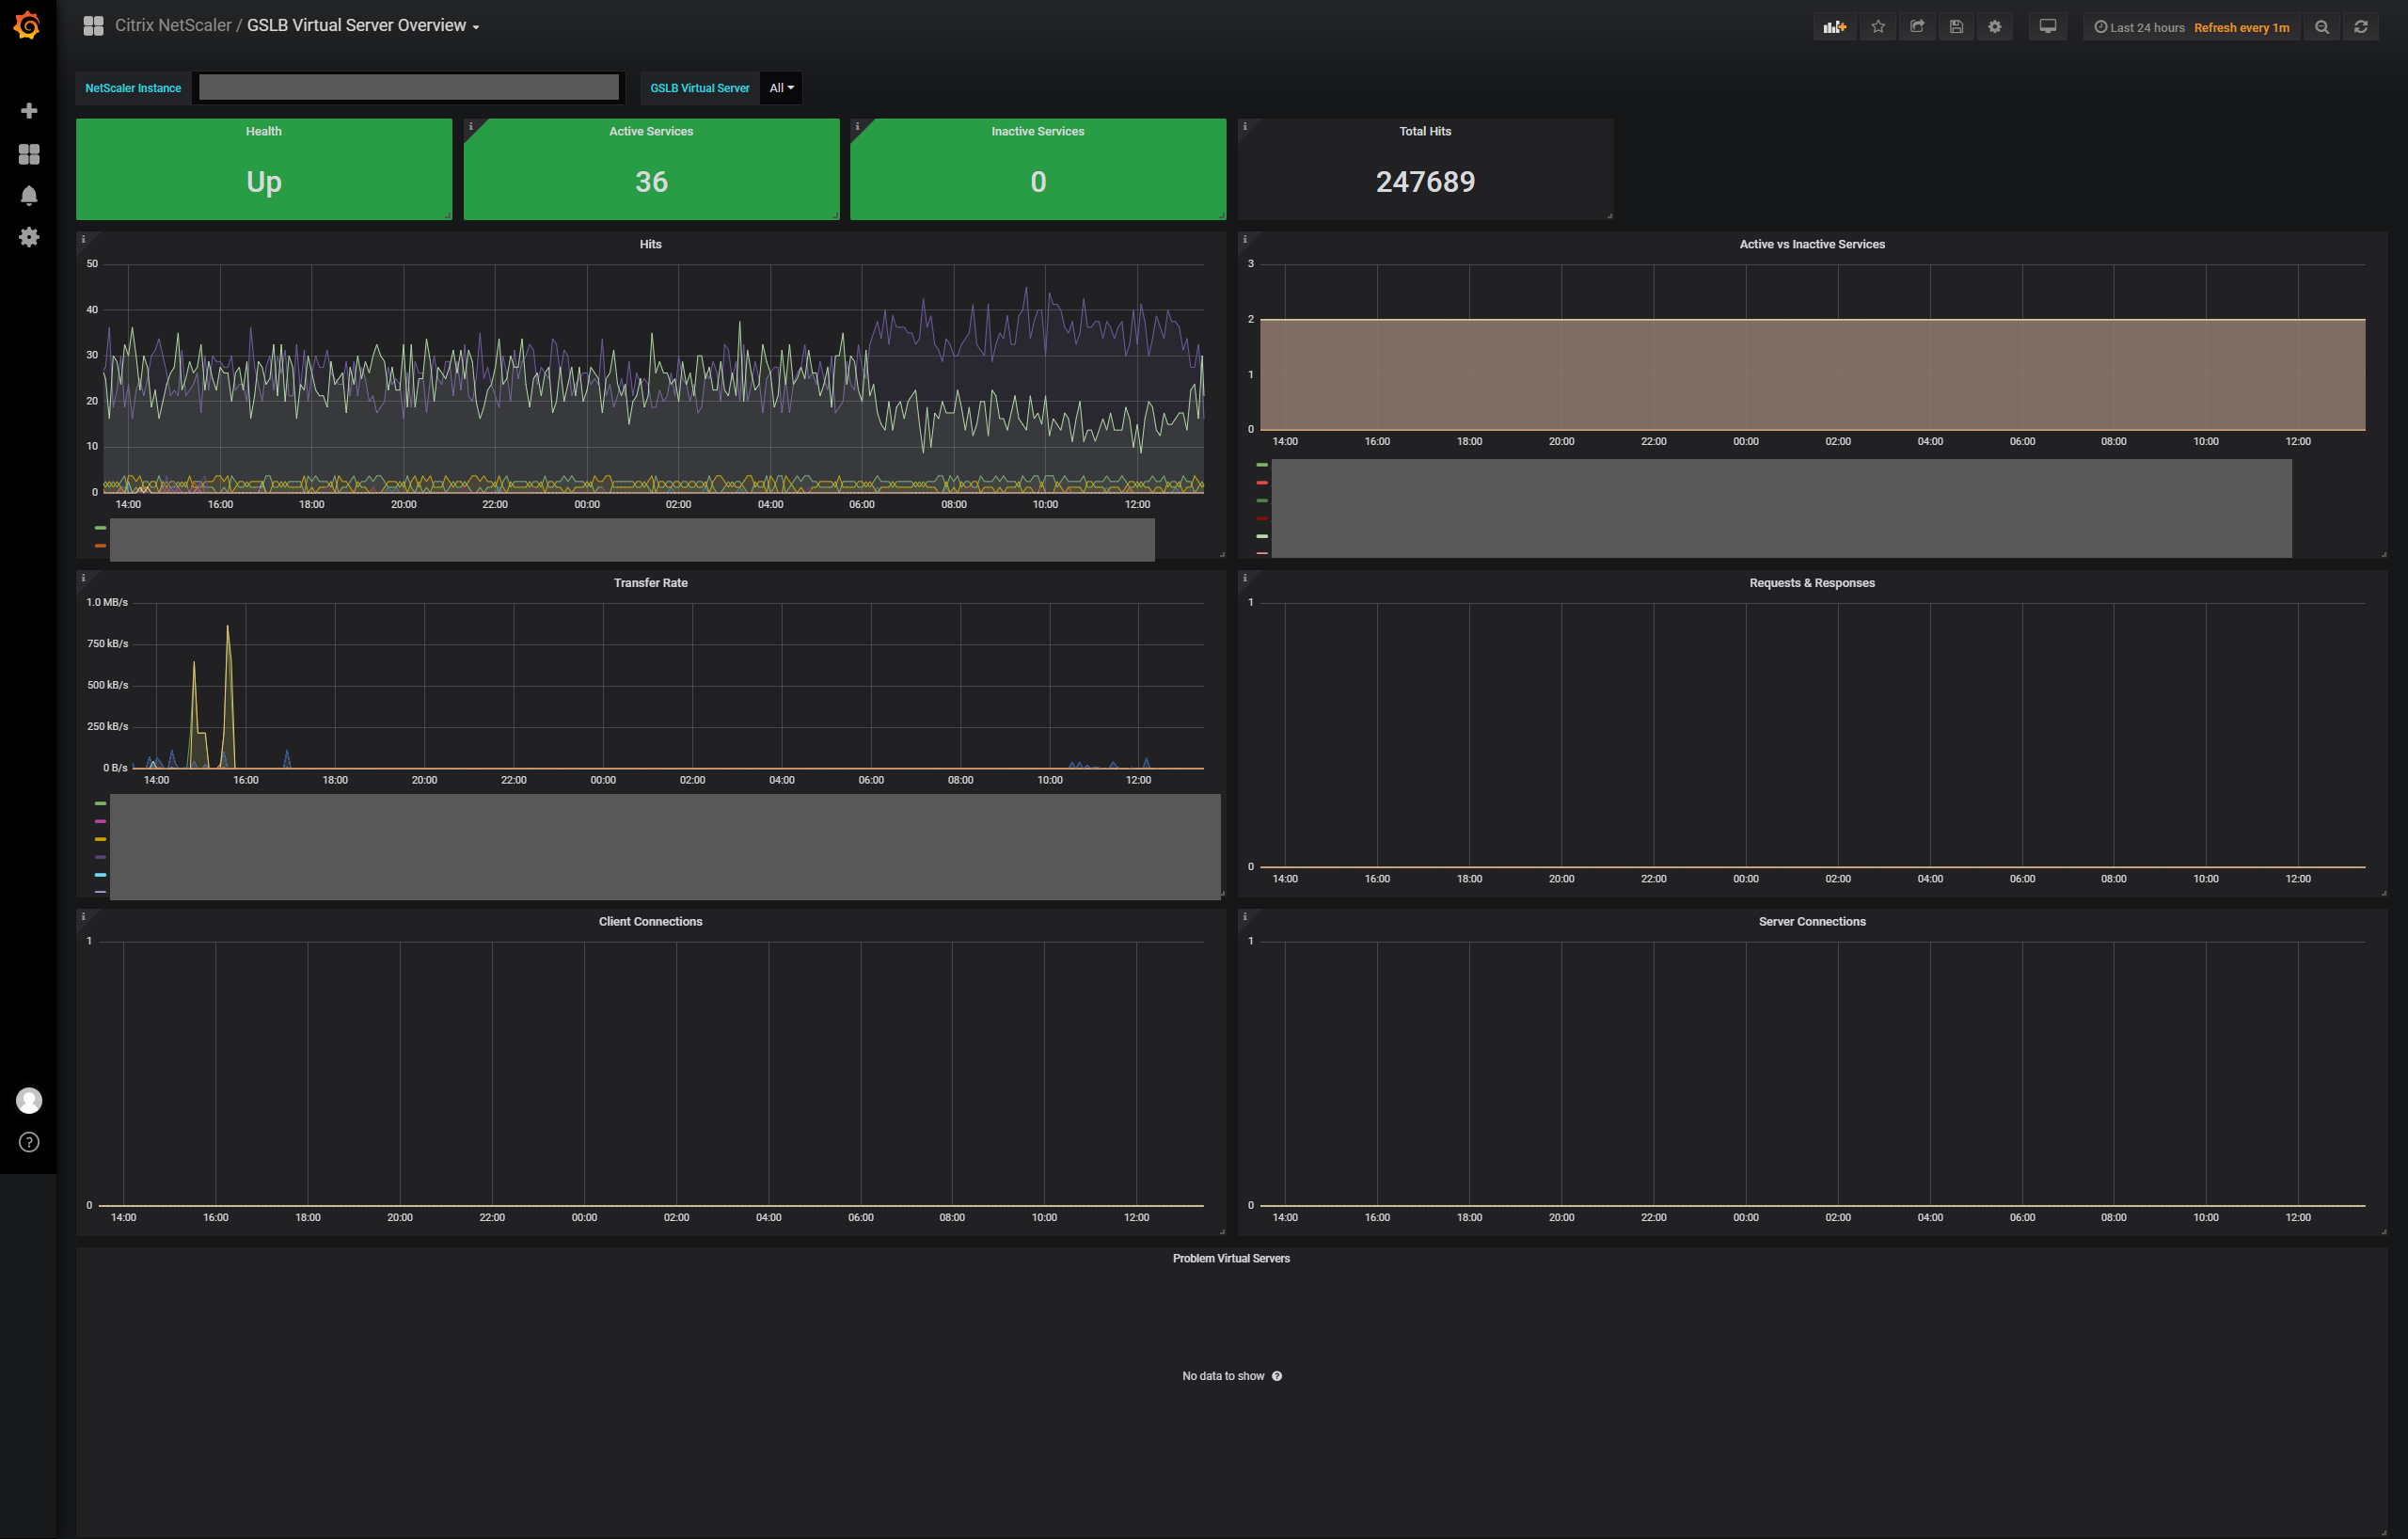 Citrix NetScaler / GSLB Virtual Server Overview
Last 24 hours Refresh every 1m
NetScaler Instance
GSLB Virtual Server All
Health
Up
Active Services
36
Inactive Services
0
Total Hits
247689
Hits
50
40
30
20
10
0
14:00 16:00 18:00 20:00 22:00 00:00 02:00 04:00 06:00 08:00 10:00 12:00
Active vs Inactive Services
3
2
1
0
14:00 16:00 18:00 20:00 22:00 00:00 02:00 04:00 06:00 08:00 10:00 12:00
Transfer Rate
1.0 MB/s
750 kB/s
500 kB/s
250 kB/s
0 B/s
14:00 16:00 18:00 20:00 22:00 00:00 02:00 04:00 06:00 08:00 10:00 12:00
Requests & Responses
1
0
14:00 16:00 18:00 20:00 22:00 00:00 02:00 04:00 06:00 08:00 10:00 12:00
Client Connections
1
0
14:00 16:00 18:00 20:00 22:00 00:00 02:00 04:00 06:00 08:00 10:00 12:00
Server Connections
1
0
14:00 16:00 18:00 20:00 22:00 00:00 02:00 04:00 06:00 08:00 10:00 12:00
Problem Virtual Servers
No data to show